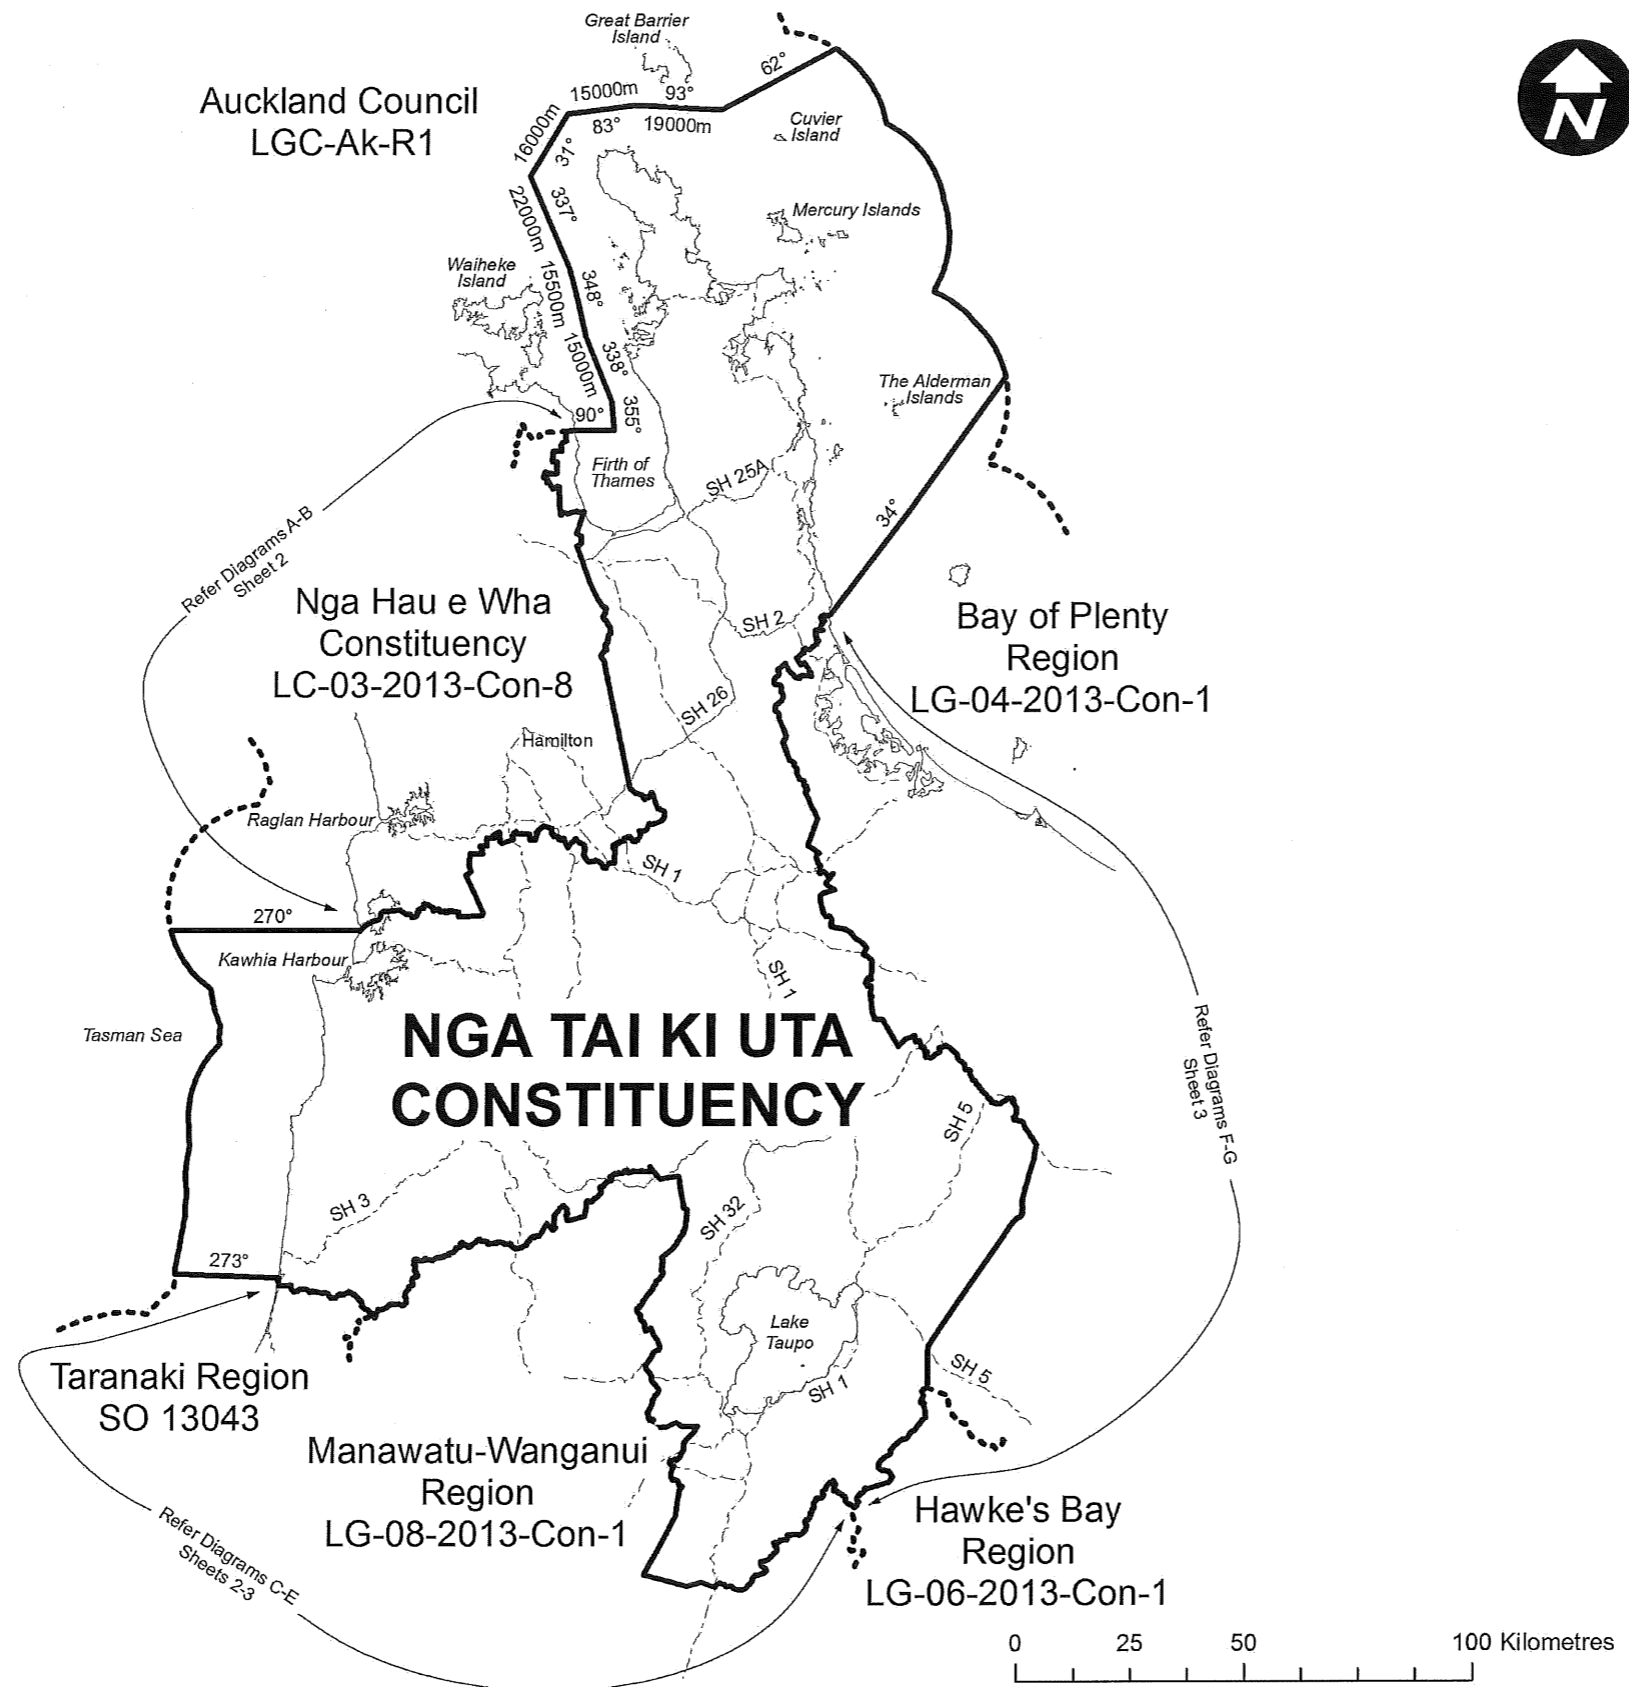 Great Barrier
Island
62°
Auckland Council
LGC-Ak-R1
15000m
93°
83°
19000m
16000m
31°
Cuvier
Island
N
22000m
337°
Mercury Islands
Waiheke
Island
15500m
348°
15000m
338°
The Alderman
Islands
90°
355°
Firth of
Thames
SH 25A
34°
Refer Diagrams A-B
Sheet 2
Nga Hau e Wha
Constituency
LC-03-2013-Con-8
SH 2
Bay of Plenty
Region
LG-04-2013-Con-1
SH 26
Hamilton
Raglan Harbour
SH 1
270°
Kawhia Harbour
SH 1
Tasman Sea
NGA TAI KI UTA
CONSTITUENCY
Refer Diagrams F-G
Sheet 3
SH 5
SH 3
SH 32
273°
Lake
Taupo
SH 5
SH 1
Taranaki Region
SO 13043
Manawatu-Wanganui
Region
LG-08-2013-Con-1
Hawke's Bay
Region
LG-06-2013-Con-1
Refer Diagrams C-E
Sheets 2-3
0 25 50 100 Kilometres